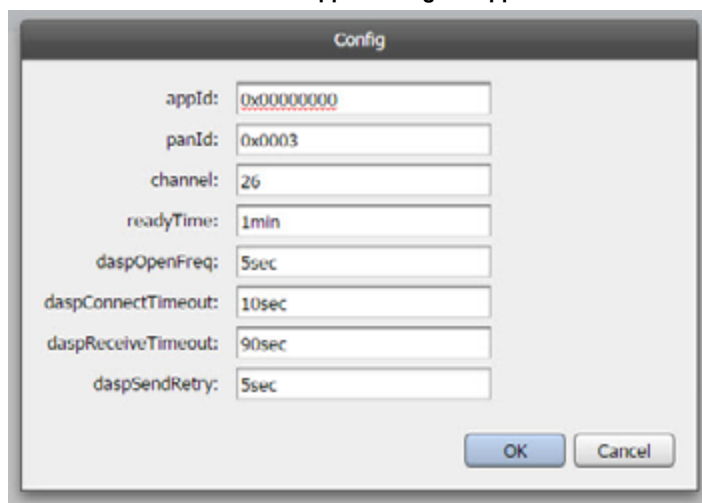 Config
appId: 0x00000000
panId: 0x0003
channel: 26
readyTime: 1min
daspOpenFreq: 5sec
daspConnectTimeout: 10sec
daspReceiveTimeout: 90sec
daspSendRetry: 5sec
OK Cancel